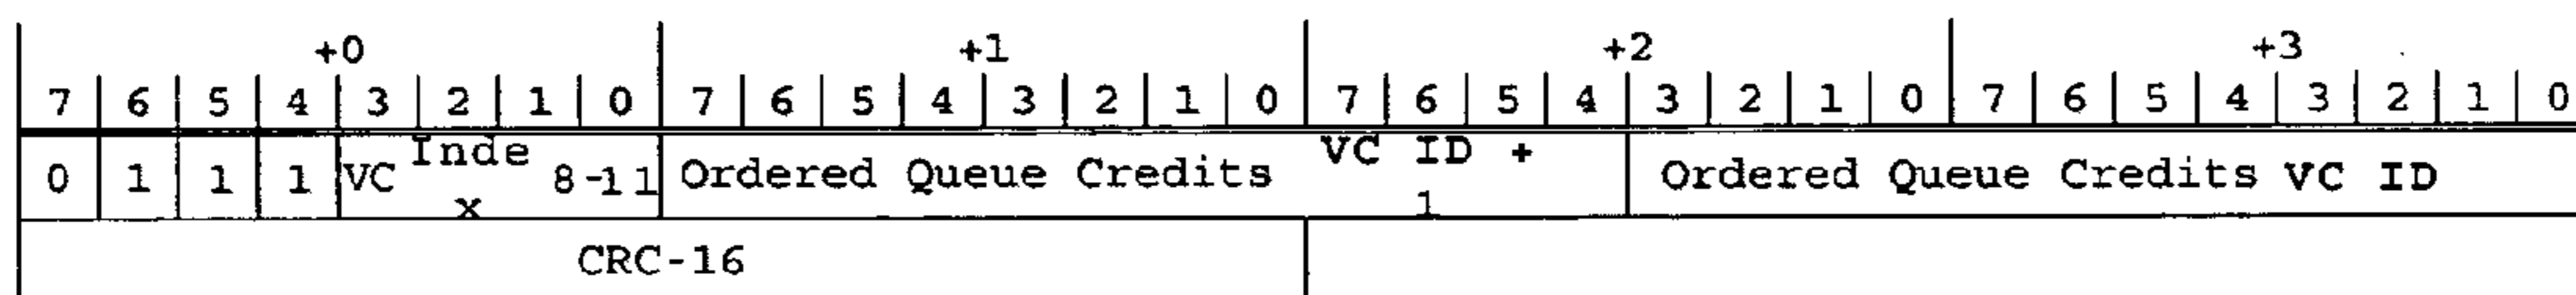 +0 +1 +2 +3
7 6 5 4 3 2 1 0 7 6 5 4 3 2 1 0 7 6 5 4 3 2 1 0 7 6 5 4 3 2 1 0
0 1 1 1 VC Inde
x 8-11 Ordered Queue Credits VC ID +
1 Ordered Queue Credits VC ID
CRC-16